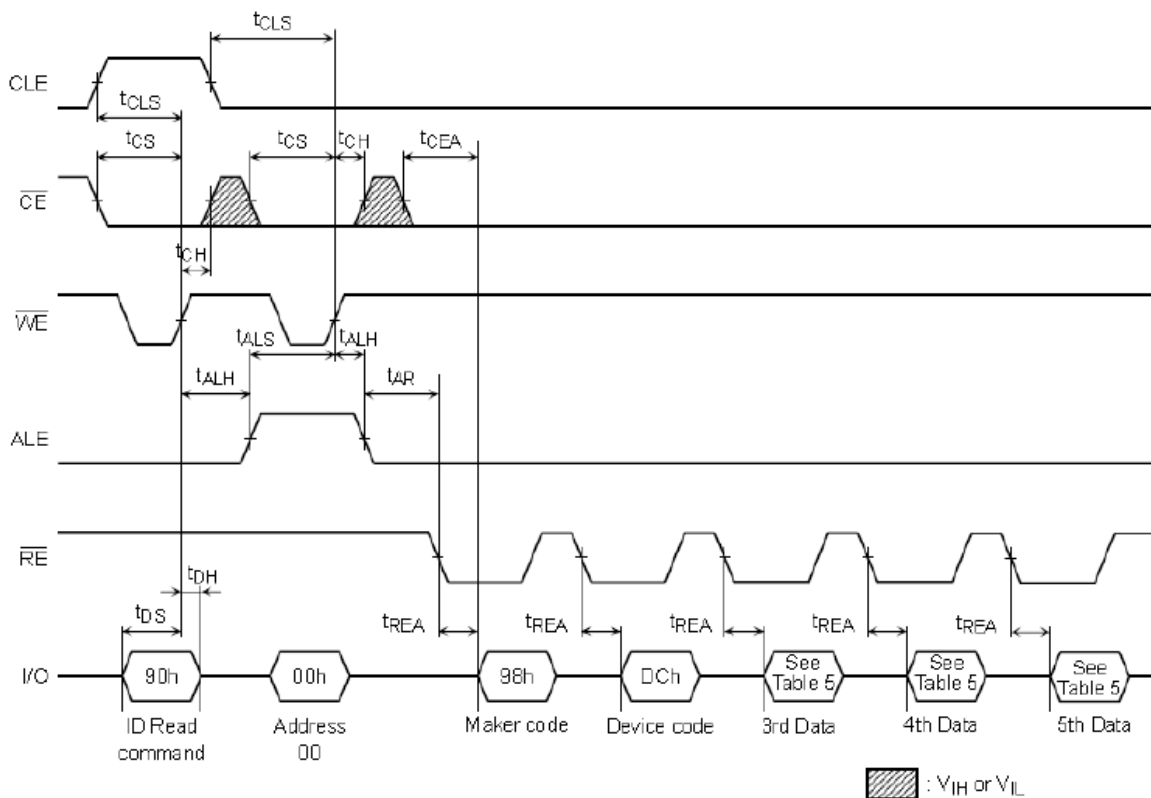 tCLS
CLE
tCLS
tCS tCS tCH tCEA
CE
tCH
WE
tALS tALH
tALH tAR
ALE
RE
tDH
tDS tREA tREA tREA tREA tREA
I/O 90h 00h 98h DCh See Table 5 See Table 5 See Table 5
ID Read command Address 00 Maker code Device code 3rd Data 4th Data 5th Data
: VIH or VIL